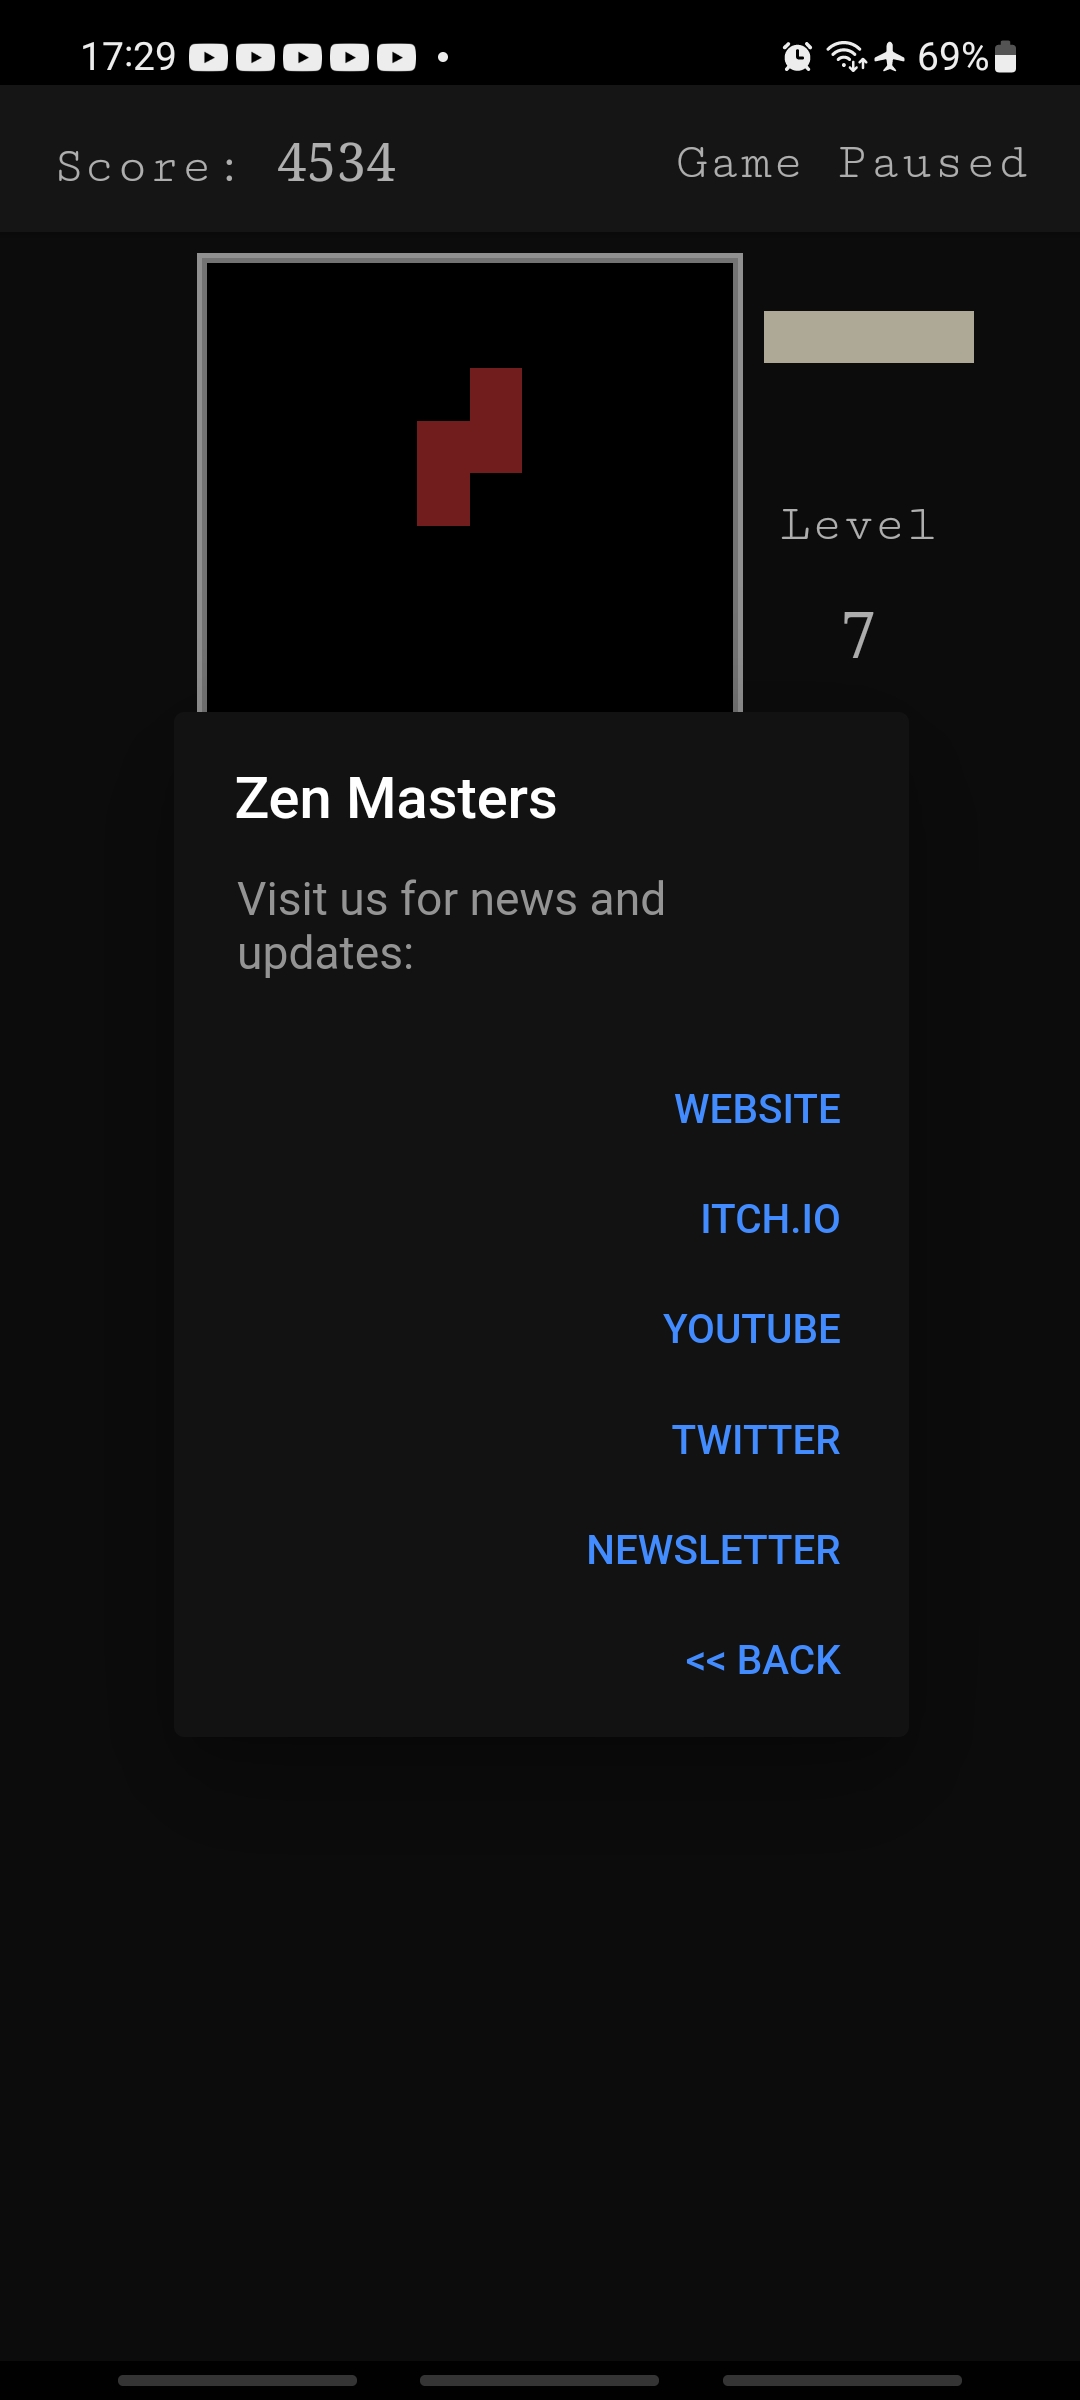 17:29
69%
Score: 4534
Game Paused
Level
7
Zen Masters
Visit us for news and
updates:
WEBSITE
ITCH.IO
YOUTUBE
TWITTER
NEWSLETTER
<< BACK